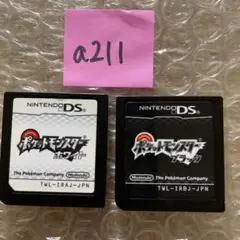 a211
NINTENDO DS
ポケットモンスター
ホワイト
The Pokémon Company
Nintendo
TWL-IRAJ-JPN
NINTENDO DS
ポケットモンスター
ブラック
The Pokémon Company
Nintendo
TWL-IRBJ-JPN